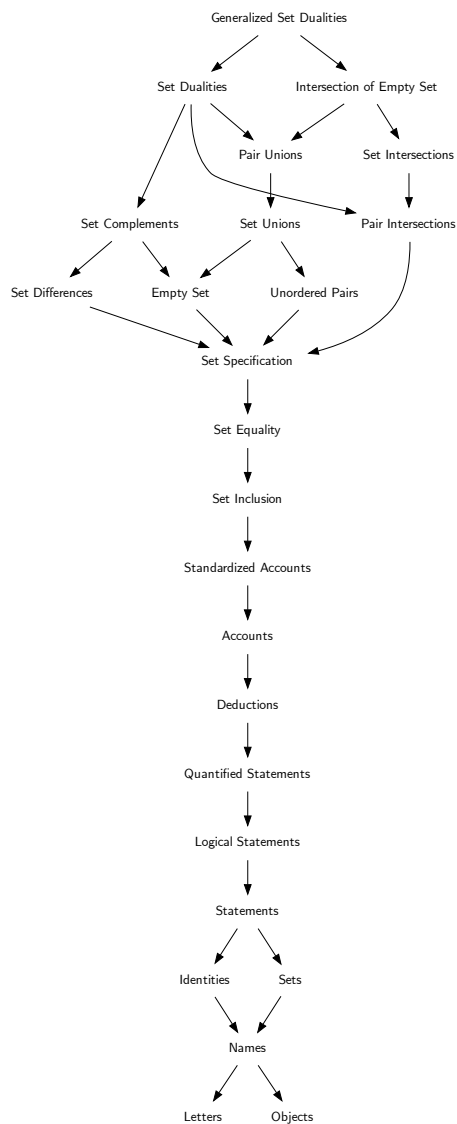 Generalized Set Dualities
Set Dualities
Intersection of Empty Set
Pair Unions
Set Intersections
Set Complements
Set Unions
Pair Intersections
Set Differences
Empty Set
Unordered Pairs
Set Specification
Set Equality
Set Inclusion
Standardized Accounts
Accounts
Deductions
Quantified Statements
Logical Statements
Statements
Identities
Sets
Names
Letters
Objects